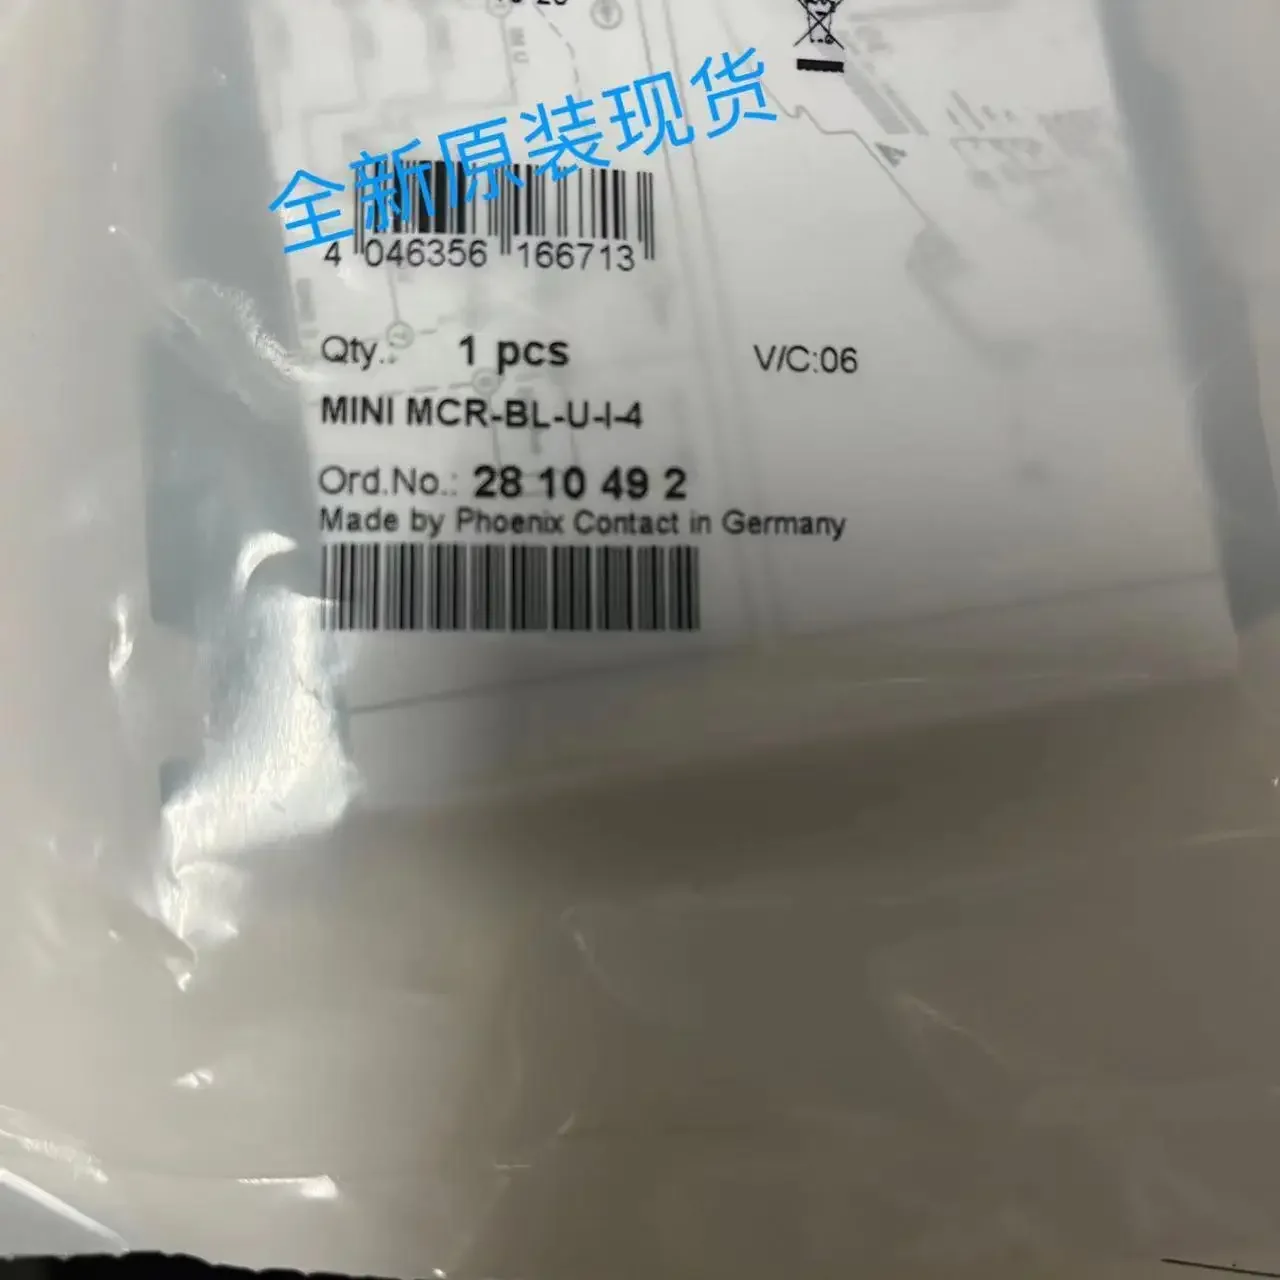 全新原装现货
4 046356 166713
Qty.: 1 pcs
V/C:06
MINI MCR-BL-U-I-4
Ord.No.: 28 10 49 2
Made by Phoenix Contact in Germany